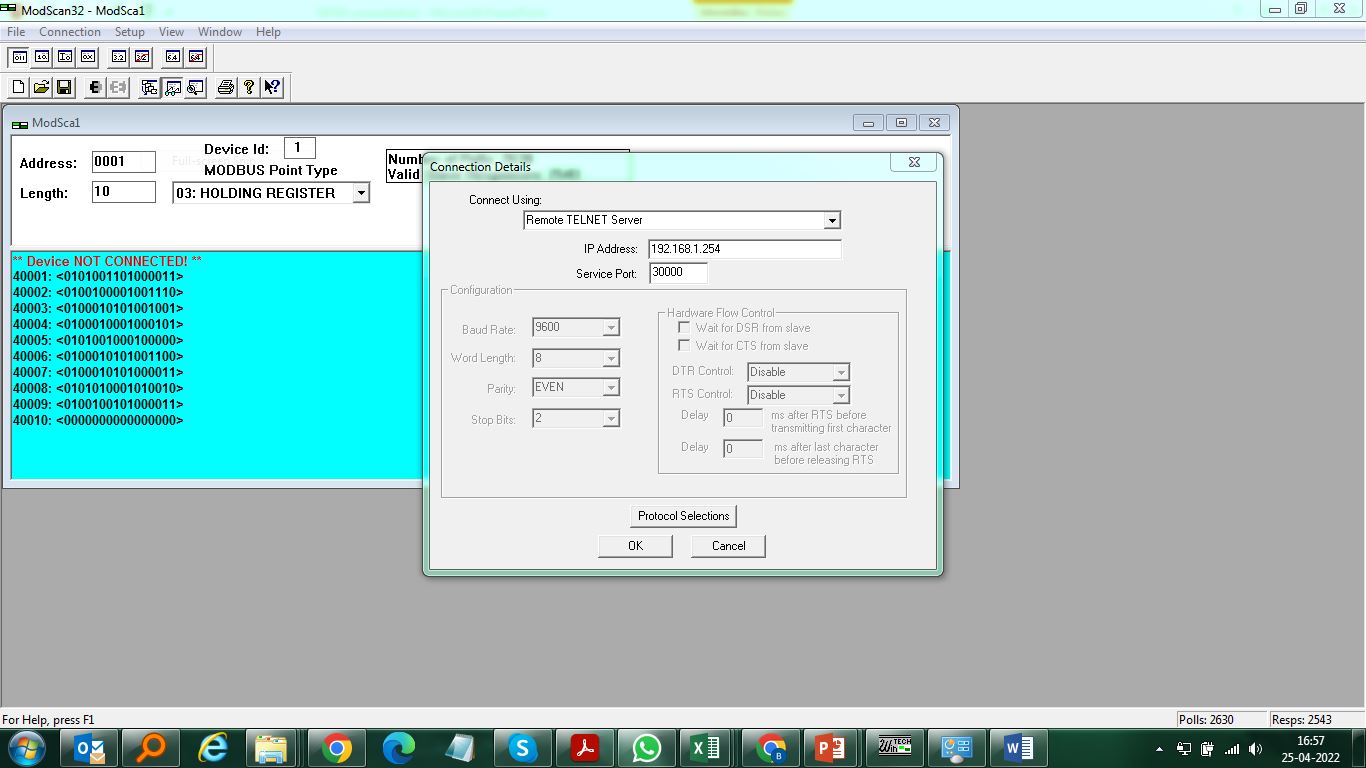 ModScan32 - ModSca1
File Connection Setup View Window Help
ModSca1
Address: 0001
Device Id: 1
MODBUS Point Type
Length: 10
03: HOLDING REGISTER
Valid
** Device NOT CONNECTED! **
40001: <0101001101000011>
40002: <0100100001001110>
40003: <0100010101001001>
40004: <0100010001000101>
40005: <0101001000100000>
40006: <0100010101001100>
40007: <0100010101000011>
40008: <0101010001010010>
40009: <0100100101000011>
40010: <0000000000000000>
Connection Details
Connect Using:
Remote TELNET Server
IP Address: 192.168.1.254
Service Port: 30000
Configuration
Baud Rate: 9600
Word Length: 8
Parity: EVEN
Stop Bits: 2
Hardware Flow Control
Wait for DSR from slave
Wait for CTS from slave
DTR Control: Disable
RTS Control: Disable
Delay 0 ms after RTS before
transmitting first character
Delay 0 ms after last character
before releasing RTS
Protocol Selections
OK Cancel
For Help, press F1
Polls: 2630 Resps: 2543
16:57
25-04-2022